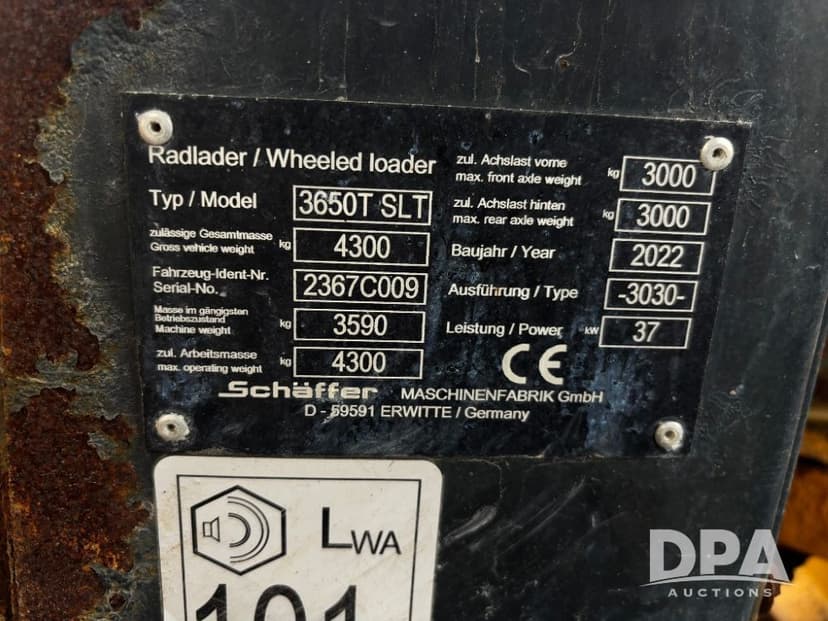 Radlader / Wheeled loader
Typ / Model 3650T SLT
zulässige Gesamtmasse
Gross vehicle weight kg 4300
Fahrzeug-Ident-Nr.
Serial-No. 2367C009
Masse im gängigsten
Betriebszustand
Machine weight kg 3590
zul. Arbeitsmasse
max. operating weight kg 4300
zul. Achslast vorne
max. front axle weight kg 3000
zul. Achslast hinten
max. rear axle weight kg 3000
Baujahr / Year 2022
Ausführung / Type -3030-
Leistung / Power kW 37
CE
Schäffer MASCHINENFABRIK GmbH
D - 59591 ERWITTE / Germany
LWA
101
DPA
AUCTIONS